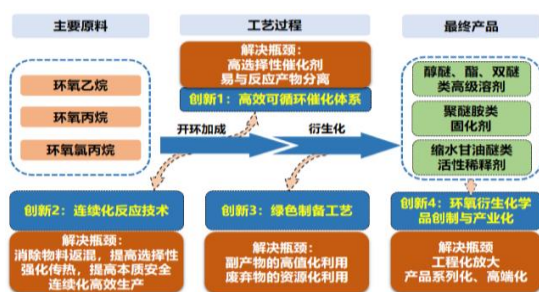 主要原料
工艺过程
最终产品
环氧乙烷
环氧丙烷
环氧氯丙烷
解决瓶颈：
高选择性催化剂
易与反应产物分离
创新1：高效可循环催化体系
开环加成
衍生化
醇醚、酯、双醚
类高级溶剂
聚醚胺类
固化剂
缩水甘油醚类
活性稀释剂
创新2：连续化反应技术
解决瓶颈：
消除物料返混，提高选择性
强化传热，提高本质安全
连续化高效生产
创新3：绿色制备工艺
解决瓶颈：
副产物的高值化利用
废弃物的资源化利用
创新4：环氧衍生化学
品创制与产业化
解决瓶颈
工程化放大
产品系列化、高端化